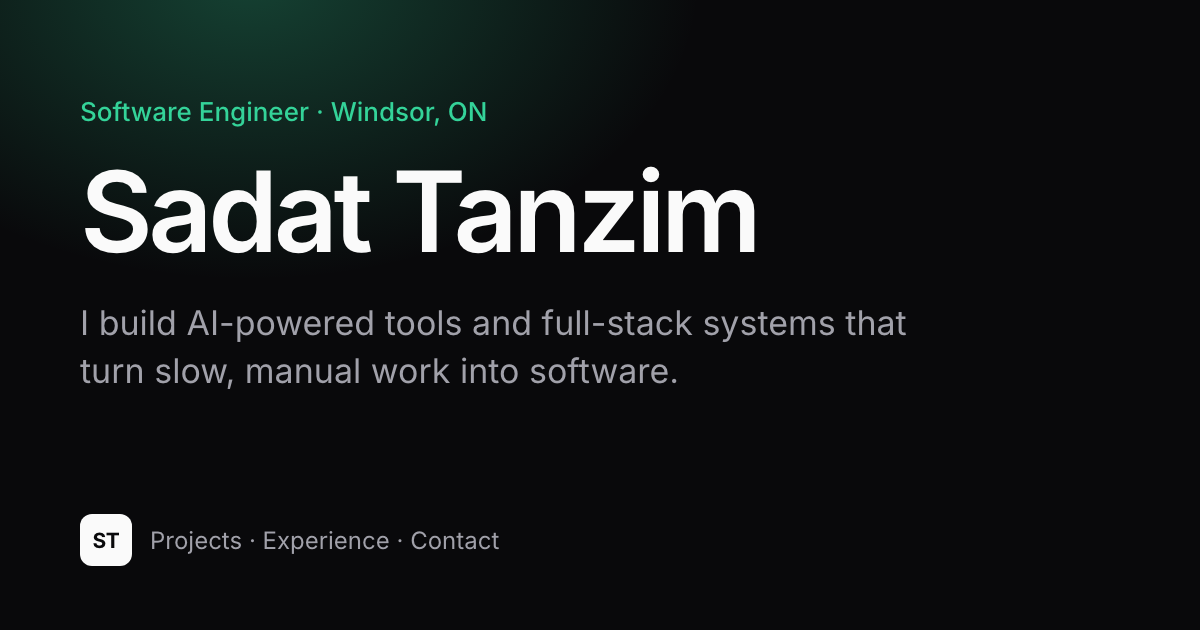 Software Engineer · Windsor, ON
Sadat Tanzim
I build AI-powered tools and full-stack systems that
turn slow, manual work into software.
ST Projects · Experience · Contact